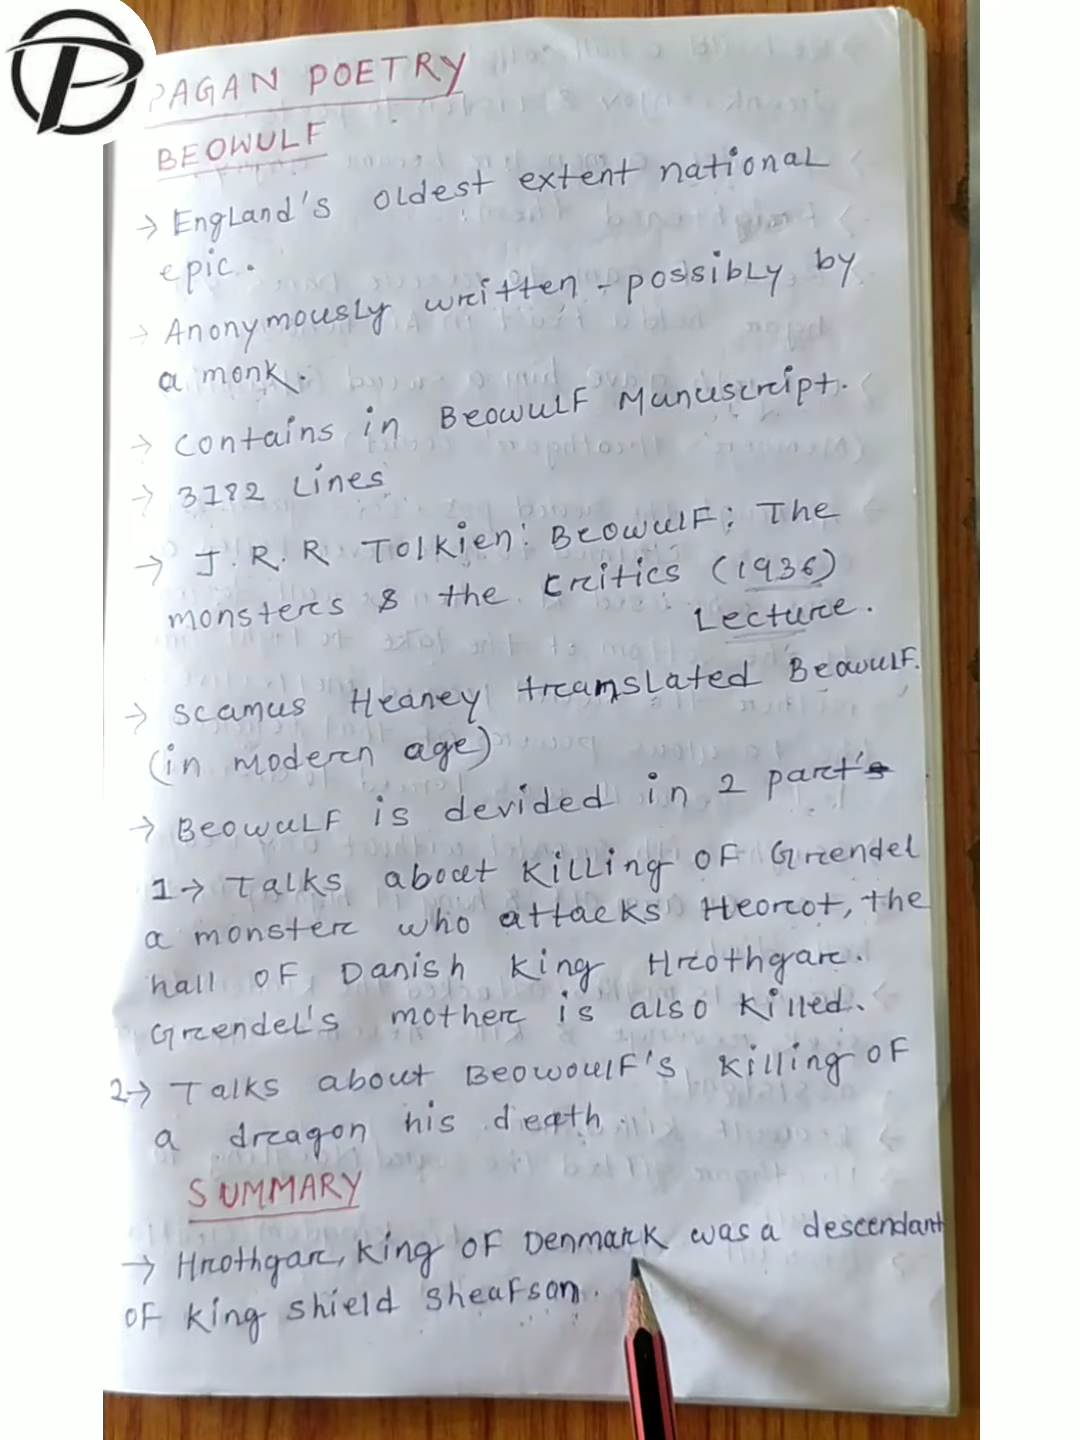 PAGAN POETRY
BEOWULF
→ England's oldest extent national
epic.
→ Anonymously written - possibly by
a monk.
→ contains in Beowulf Manuscript.
→ 3182 Lines
→ J.R.R Tolkien: Beowulf: The
monsters & the Critics (1936)
Lecture.
→ Seamus Heaney translated Beowulf.
(in modern age)
→ Beowulf is devided in 2 part's
1→ Talks about killing of Grendel
a monster who attacks Heorot, the
hall of Danish king Hrothgar.
Grendel's mother is also killed.
2→ Talks about Beowoulf's killing of
a dragon his death.
SUMMARY
→ Hrothgar, king of Denmark was a descendant
of king shield sheafson.